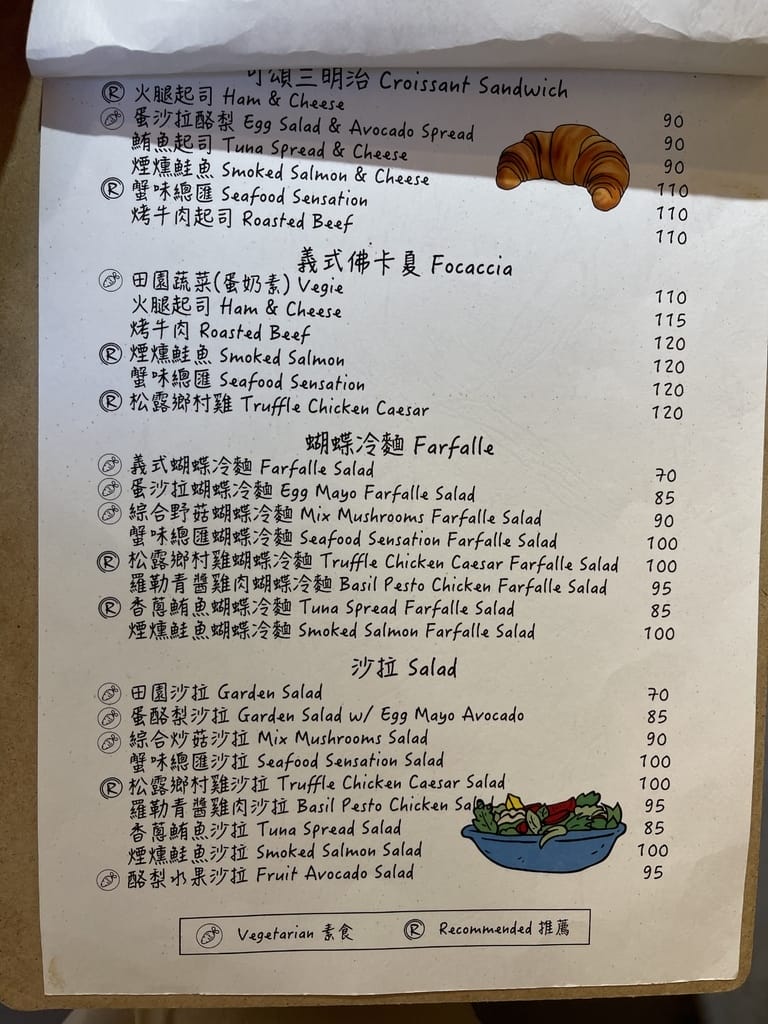 可頌三明治 Croissant Sandwich
Ⓡ 火腿起司 Ham & Cheese 90
蛋沙拉酪梨 Egg Salad & Avocado Spread 90
鮪魚起司 Tuna Spread & Cheese 90
煙燻鮭魚 Smoked Salmon & Cheese 110
Ⓡ 蟹味總匯 Seafood Sensation 110
烤牛肉起司 Roasted Beef 110
義式佛卡夏 Focaccia
田園蔬菜(蛋奶素) Vegie 110
火腿起司 Ham & Cheese 115
烤牛肉 Roasted Beef 120
Ⓡ 煙燻鮭魚 Smoked Salmon 120
蟹味總匯 Seafood Sensation 120
Ⓡ 松露鄉村雞 Truffle Chicken Caesar 120
蝴蝶冷麵 Farfalle
義式蝴蝶冷麵 Farfalle Salad 70
蛋沙拉蝴蝶冷麵 Egg Mayo Farfalle Salad 85
綜合野菇蝴蝶冷麵 Mix Mushrooms Farfalle Salad 90
蟹味總匯蝴蝶冷麵 Seafood Sensation Farfalle Salad 100
Ⓡ 松露鄉村雞蝴蝶冷麵 Truffle Chicken Caesar Farfalle Salad 100
羅勒青醬雞肉蝴蝶冷麵 Basil Pesto Chicken Farfalle Salad 95
Ⓡ 香蔥鮪魚蝴蝶冷麵 Tuna Spread Farfalle Salad 85
煙燻鮭魚蝴蝶冷麵 Smoked Salmon Farfalle Salad 100
沙拉 Salad
田園沙拉 Garden Salad 70
蛋酪梨沙拉 Garden Salad w/ Egg Mayo Avocado 85
綜合炒菇沙拉 Mix Mushrooms Salad 90
蟹味總匯沙拉 Seafood Sensation Salad 100
Ⓡ 松露鄉村雞沙拉 Truffle Chicken Caesar Salad 100
羅勒青醬雞肉沙拉 Basil Pesto Chicken Salad 95
香蔥鮪魚沙拉 Tuna Spread Salad 85
煙燻鮭魚沙拉 Smoked Salmon Salad 100
酪梨水果沙拉 Fruit Avocado Salad 95
Vegetarian 素食 Ⓡ Recommended 推薦